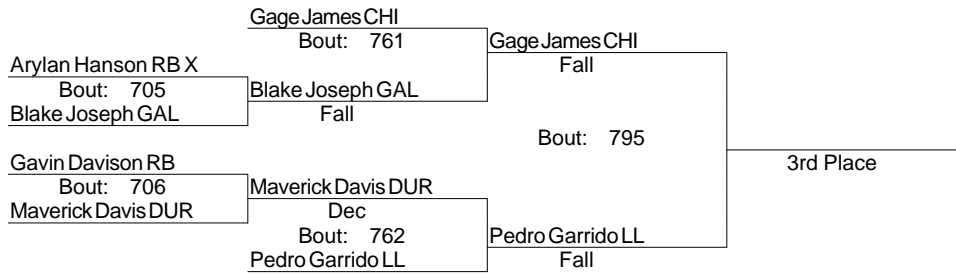 Gage James CHI
Bout: 761
Gage James CHI
Fall
Arylan Hanson RB X
Bout: 705
Blake Joseph GAL
Blake Joseph GAL
Fall
Bout: 795
3rd Place
Gavin Davison RB
Bout: 706
Maverick Davis DUR
Maverick Davis DUR
Dec
Bout: 762
Pedro Garrido LL
Pedro Garrido LL
Fall